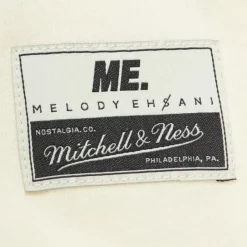 ME.
MELODY EHSANI
NOSTALGIA. CO.
Mitchell & Ness
PHILADELPHIA, PA.